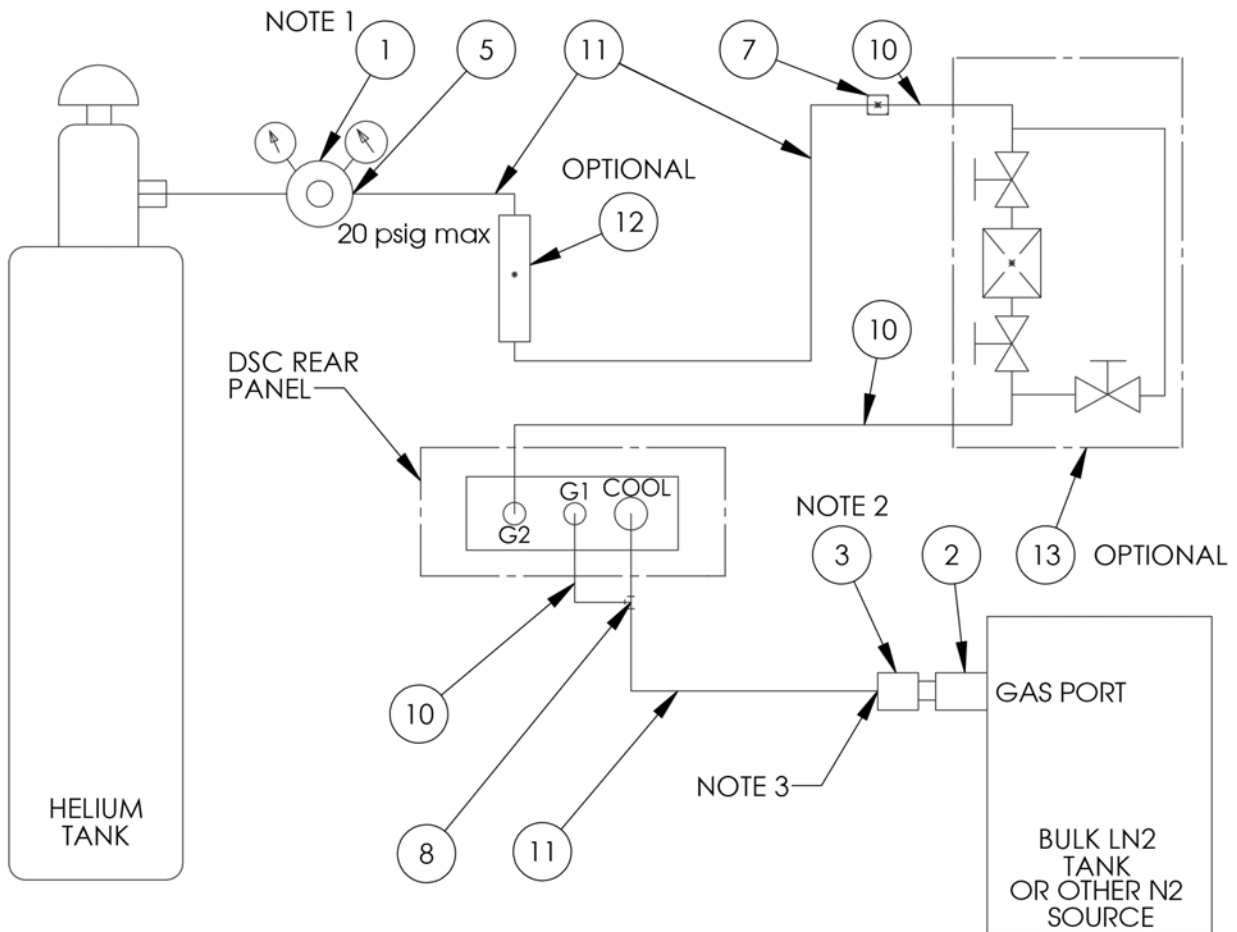 NOTE 1
1
5
11
7
10
OPTIONAL
12
20 psig max
10
DSC REAR
PANEL
G1
COOL
G2
NOTE 2
3
2
13
OPTIONAL
GAS PORT
10
NOTE 3
8
11
HELIUM
TANK
BULK LN2
TANK
OR OTHER N2
SOURCE